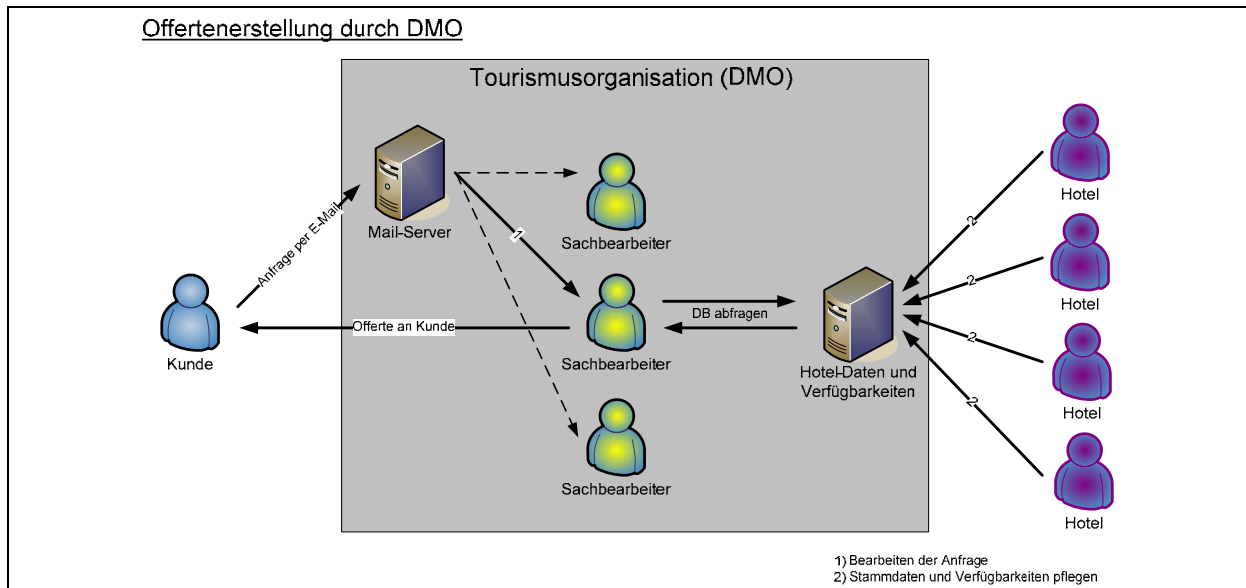 Offertenerstellung durch DMO
Tourismusorganisation (DMO)
Mail-Server
Anfrage per E-Mail
Kunde
Offerte an Kunde
1
Sachbearbeiter
Sachbearbeiter
Sachbearbeiter
DB abfragen
Hotel-Daten und
Verfügbarkeiten
2
2
2
2
Hotel
Hotel
Hotel
Hotel
1) Bearbeiten der Anfrage
2) Stammdaten und Verfügbarkeiten pflegen